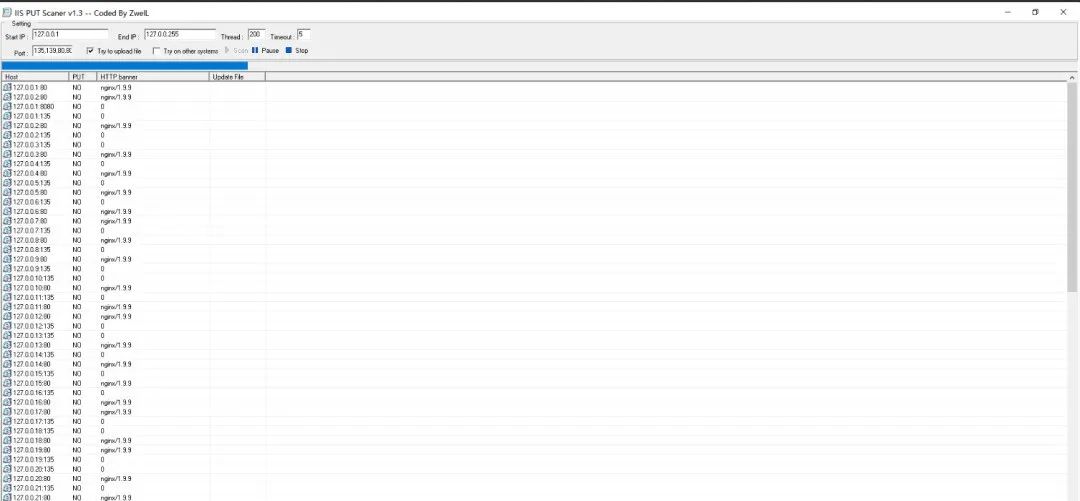 IIS PUT Scaner v1.3 -- Coded By ZwelL
Setting
Start IP : 127.0.0.1 End IP : 127.0.0.255 Thread : 200 Timeout : 5
Port : 135,139,80,80 Try to upload file Try on other systems Scan Pause Stop
Host PUT HTTP banner Update File
127.0.0.1:80 NO nginx/1.9.9
127.0.0.2:80 NO nginx/1.9.9
127.0.0.1:8080 NO 0
127.0.0.1:135 NO 0
127.0.0.2:80 NO nginx/1.9.9
127.0.0.2:135 NO 0
127.0.0.3:135 NO 0
127.0.0.3:80 NO nginx/1.9.9
127.0.0.4:135 NO 0
127.0.0.4:80 NO nginx/1.9.9
127.0.0.5:135 NO 0
127.0.0.5:80 NO nginx/1.9.9
127.0.0.6:135 NO 0
127.0.0.6:80 NO nginx/1.9.9
127.0.0.7:80 NO nginx/1.9.9
127.0.0.7:135 NO 0
127.0.0.8:80 NO nginx/1.9.9
127.0.0.8:135 NO 0
127.0.0.9:80 NO nginx/1.9.9
127.0.0.9:135 NO 0
127.0.0.10:135 NO 0
127.0.0.10:80 NO nginx/1.9.9
127.0.0.11:135 NO 0
127.0.0.11:80 NO nginx/1.9.9
127.0.0.12:80 NO nginx/1.9.9
127.0.0.12:135 NO 0
127.0.0.13:135 NO 0
127.0.0.13:80 NO nginx/1.9.9
127.0.0.14:135 NO 0
127.0.0.14:80 NO nginx/1.9.9
127.0.0.15:135 NO 0
127.0.0.15:80 NO nginx/1.9.9
127.0.0.16:135 NO 0
127.0.0.16:80 NO nginx/1.9.9
127.0.0.17:80 NO nginx/1.9.9
127.0.0.17:135 NO 0
127.0.0.18:135 NO 0
127.0.0.18:80 NO nginx/1.9.9
127.0.0.19:80 NO nginx/1.9.9
127.0.0.19:135 NO 0
127.0.0.20:135 NO 0
127.0.0.20:80 NO nginx/1.9.9
127.0.0.21:135 NO 0
127.0.0.21:80 NO nginx/1.9.9